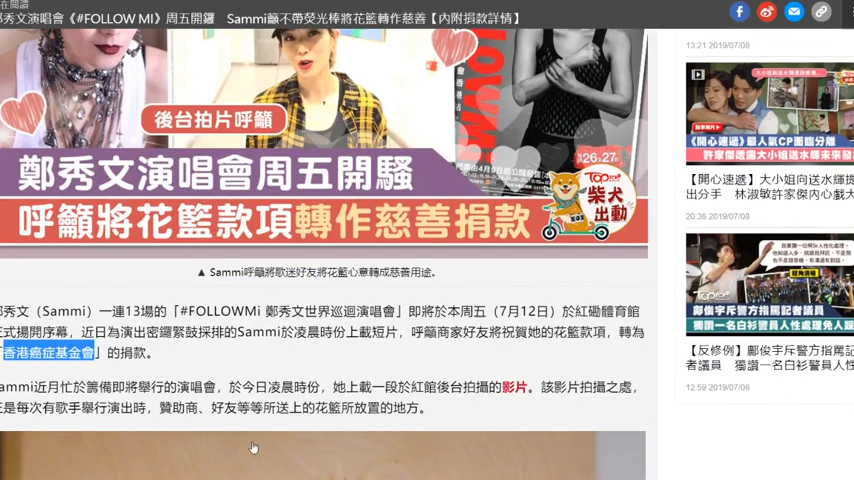 在閱讀
鄭秀文演唱會《#FOLLOW MI》周五開鑼 Sammi籲不帶熒光棒將花籃轉作慈善【內附捐款詳情】
後台拍片呼籲
鄭秀文演唱會周五開騷
呼籲將花籃款項轉作慈善捐款
26及27
TOP
柴犬
出動
▲ Sammi呼籲將歌迷好友將花籃心意轉成慈善用途。
鄭秀文（Sammi）一連13場的「#FOLLOWMi 鄭秀文世界巡迴演唱會」即將於本周五（7月12日）於紅磡體育館
正式揚開序幕，近日為演出密鑼緊鼓採排的Sammi於凌晨時份上載短片，呼籲商家好友將祝賀她的花籃款項，轉為
「香港癌症基金會」的捐款。
Sammi近月忙於籌備即將舉行的演唱會，於今日凌晨時份，她上載一段於紅館後台拍攝的影片。該影片拍攝之處，
正是每次有歌手舉行演出時，贊助商、好友等等所送上的花籃所放置的地方。
13:21 2019/07/08
《開心速遞》最人氣CP面臨分離
許家傑透露大小姐送水輝未來發
【開心速遞】大小姐向送水輝提
出分手 林淑敏許家傑內心戲大
20:36 2019/07/08
鄺俊宇斥警方指罵記者議員
獨讚一名白衫警員人性處理免人踩
【反修例】鄺俊宇斥警方指罵記
者議員 獨讚一名白衫警員人性
12:59 2019/07/08